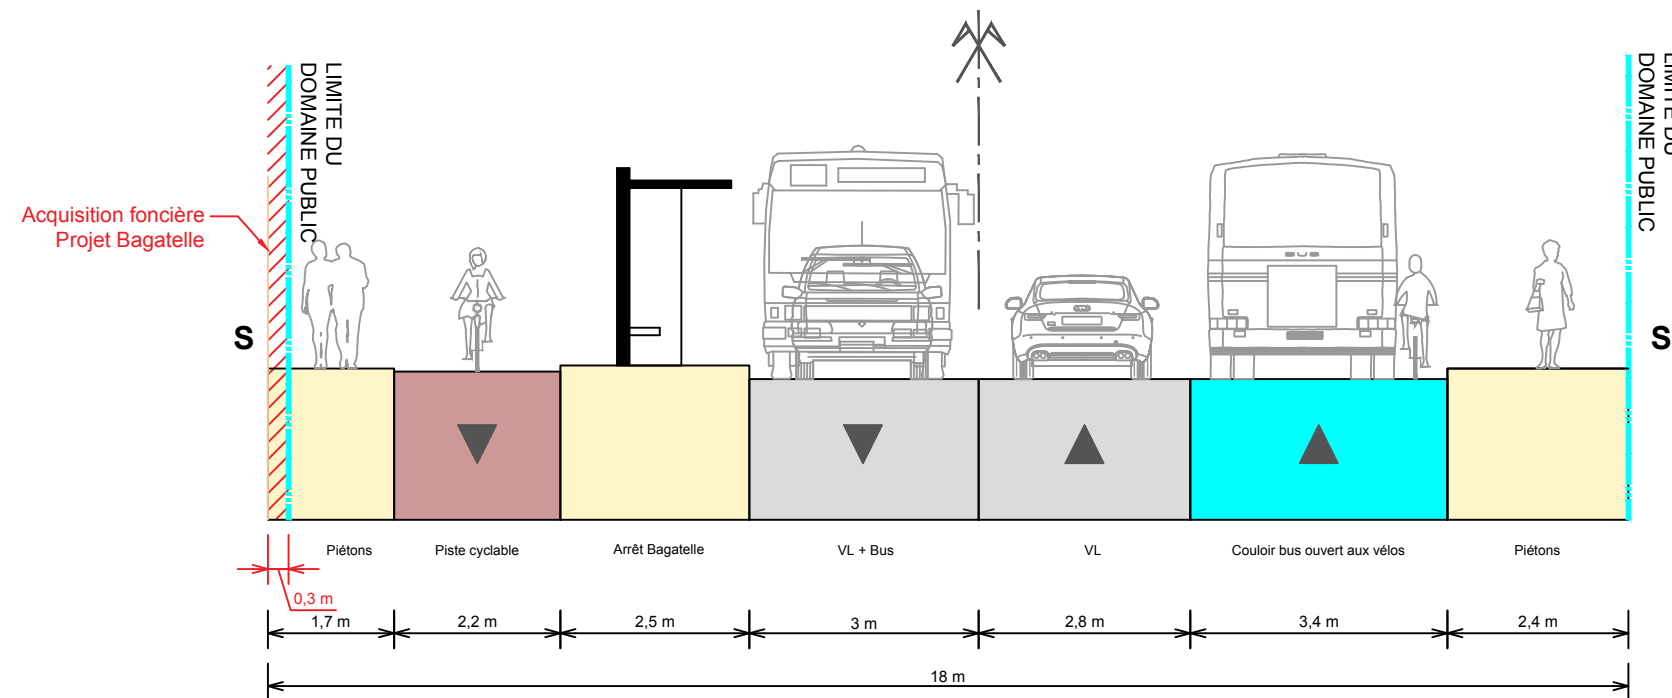 LIMITE DU
DOMAINE PUBLIC
LIMITE DU
DOMAINE PUBLIC
Acquisition foncière
Projet Bagatelle
S
S
Piétons
Piste cyclable
Arrêt Bagatelle
VL + Bus
VL
Couloir bus ouvert aux vélos
Piétons
0,3 m
1,7 m
2,2 m
2,5 m
3 m
2,8 m
3,4 m
2,4 m
18 m